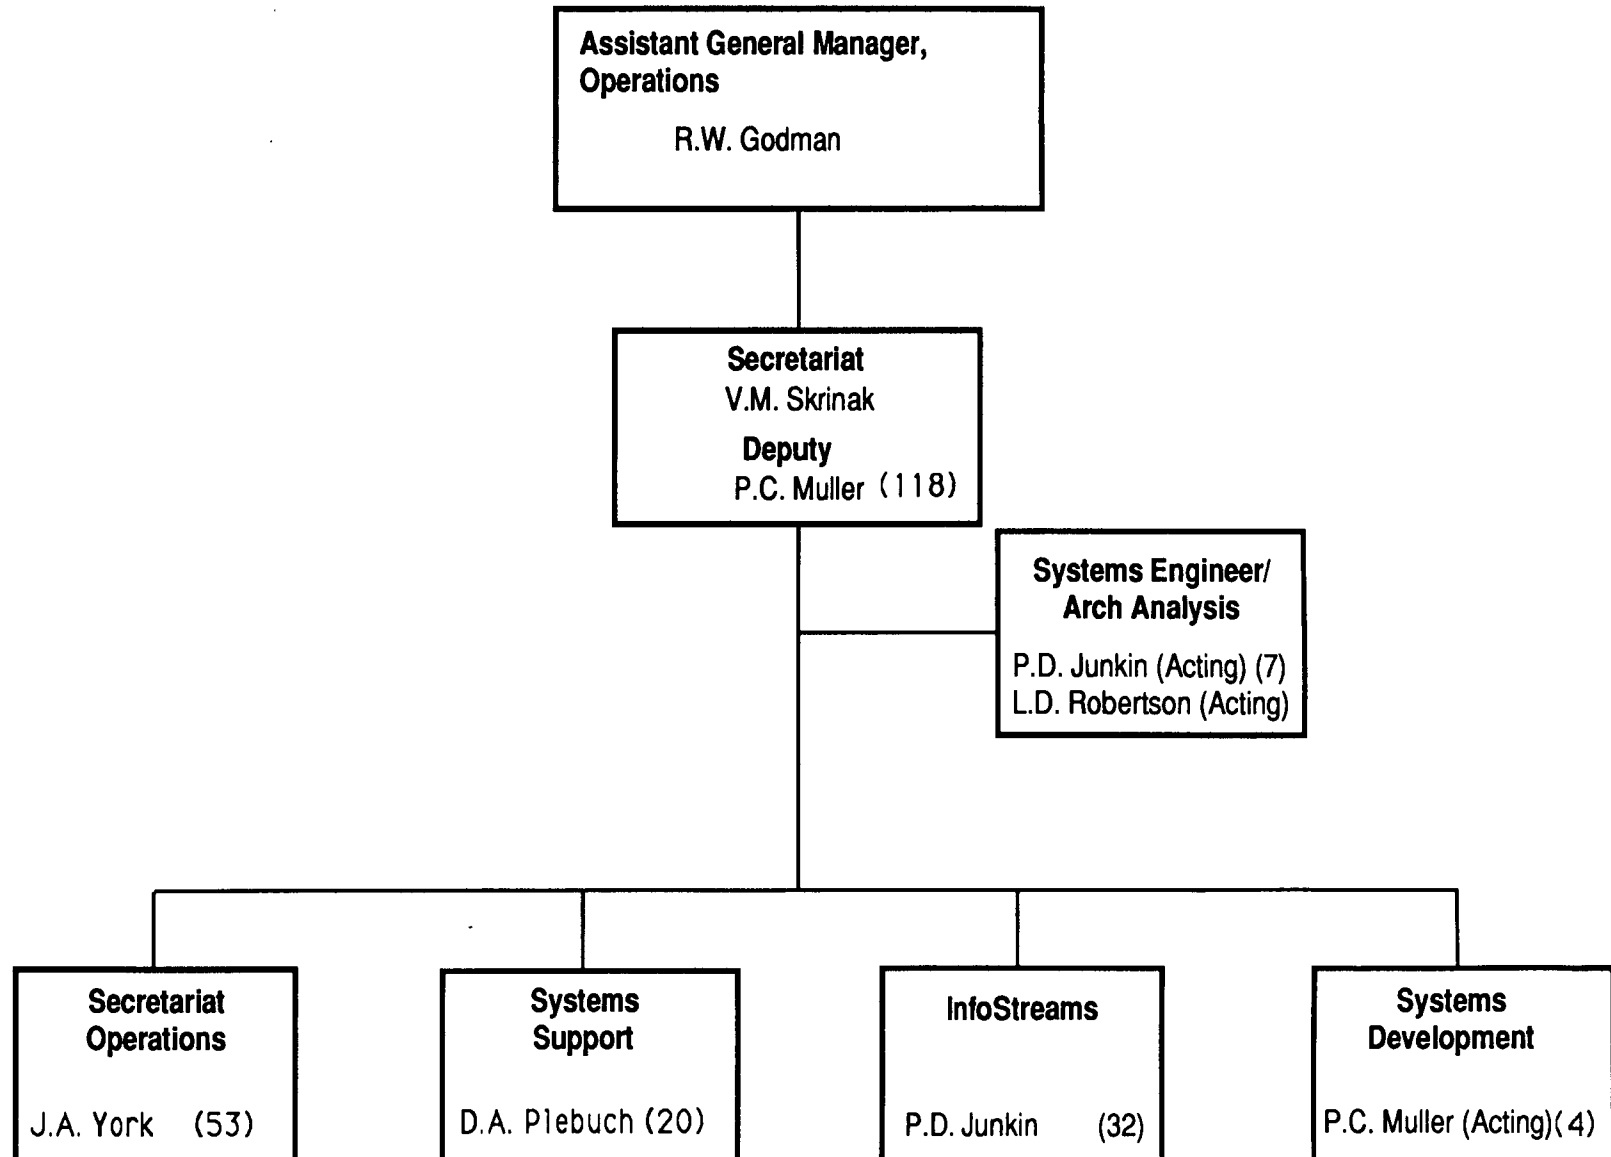 Assistant General Manager,
Operations
R.W. Godman
Secretariat
V.M. Skrinak
Deputy
P.C. Muller (118)
Systems Engineer/
Arch Analysis
P.D. Junkin (Acting) (7)
L.D. Robertson (Acting)
Secretariat
Operations
J.A. York (53)
Systems
Support
D.A. Plebuch (20)
InfoStreams
P.D. Junkin (32)
Systems
Development
P.C. Muller (Acting)(4)